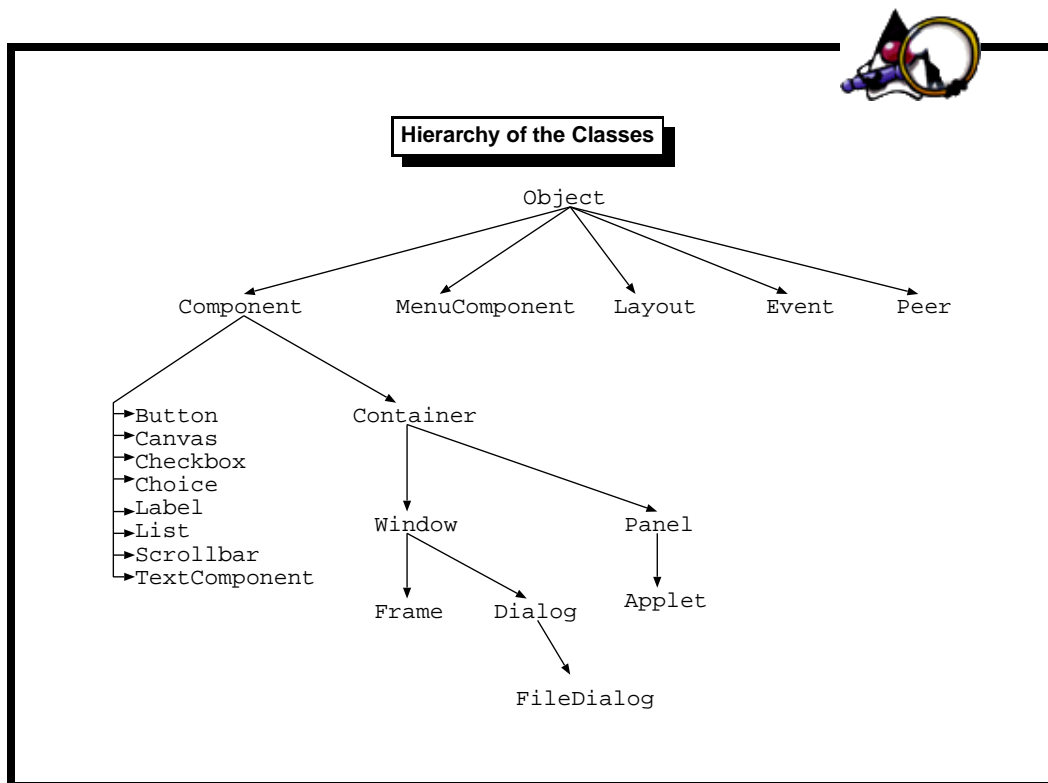 Hierarchy of the Classes
Object
Component MenuComponent Layout Event Peer
Button
Canvas
Checkbox
Choice
Label
List
Scrollbar
TextComponent
Container
Window Panel
Frame Dialog Applet
FileDialog